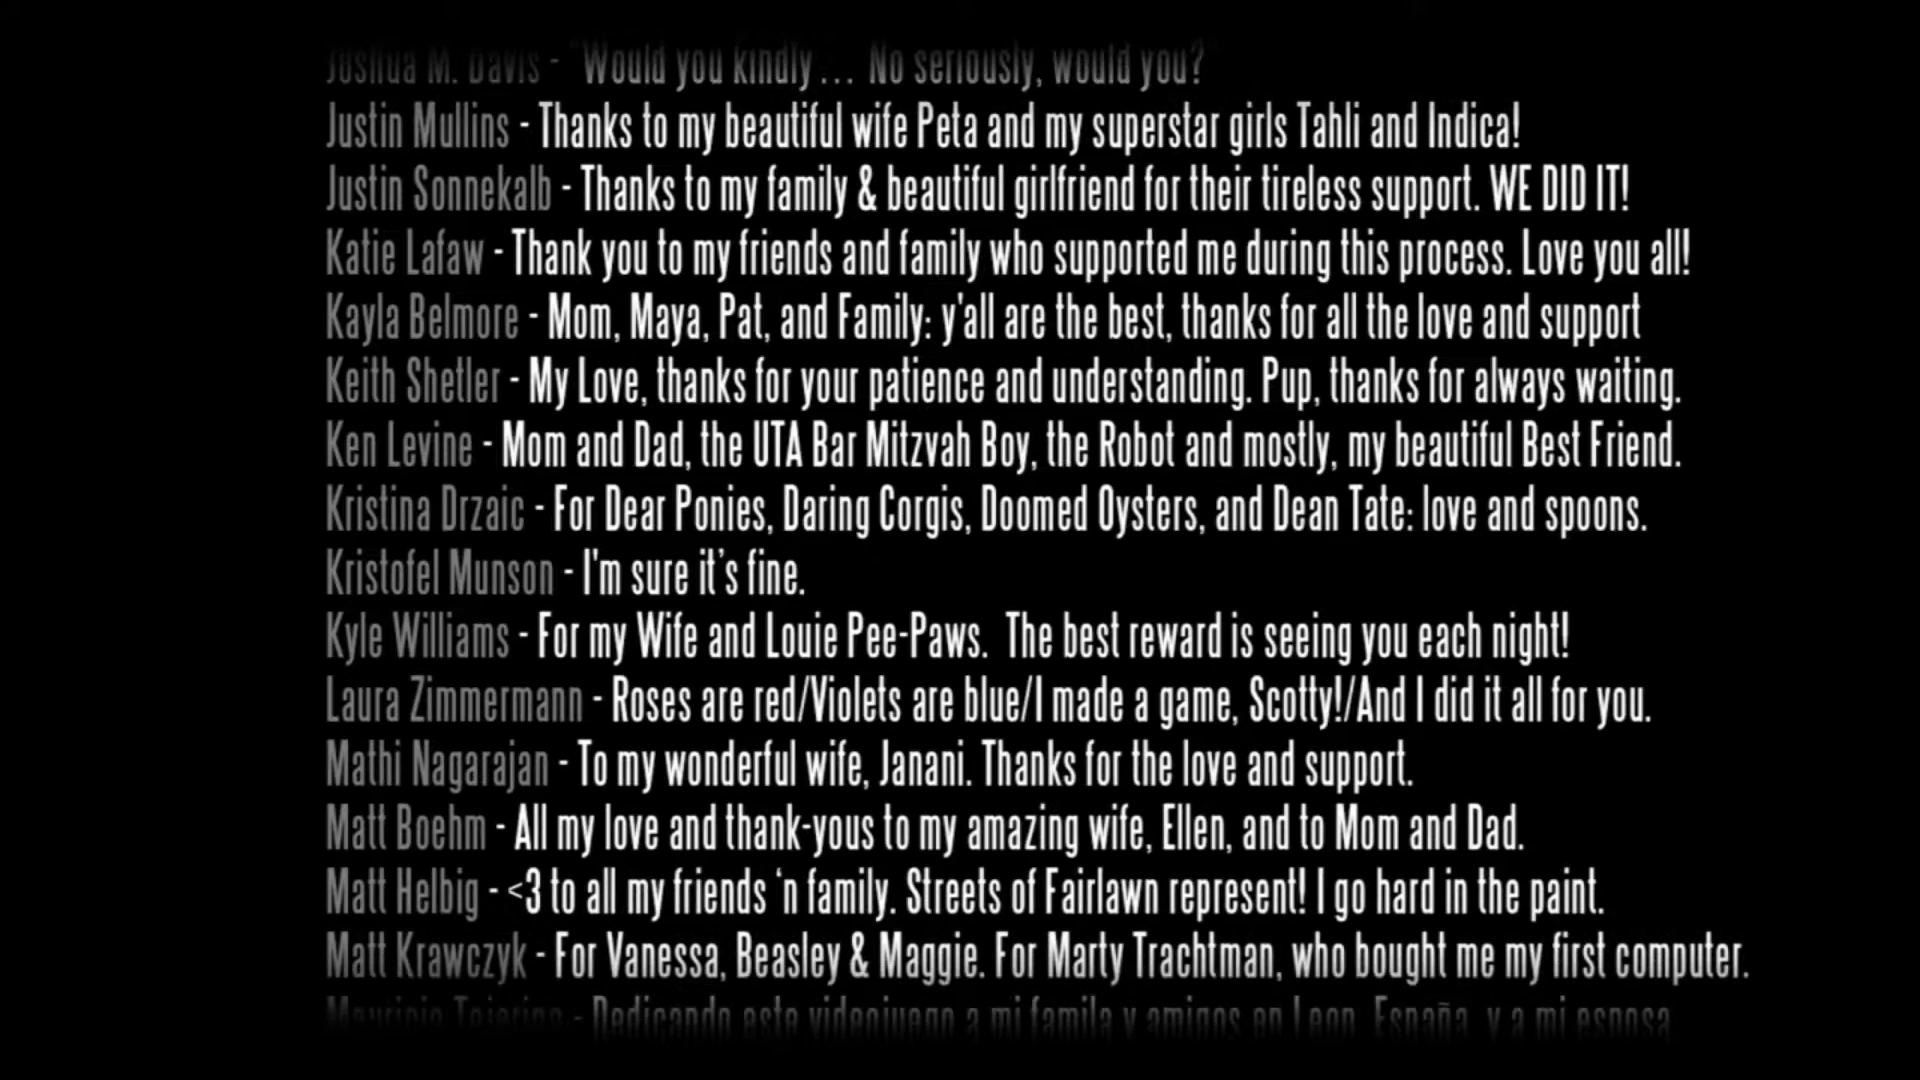 Joshua M. Davis - "Would you kindly... No seriously, would you?"
Justin Mullins - Thanks to my beautiful wife Peta and my superstar girls Tahli and Indica!
Justin Sonnekalb - Thanks to my family & beautiful girlfriend for their tireless support. WE DID IT!
Katie Lafaw - Thank you to my friends and family who supported me during this process. Love you all!
Kayla Belmore - Mom, Maya, Pat, and Family: y'all are the best, thanks for all the love and support
Keith Shetler - My Love, thanks for your patience and understanding. Pup, thanks for always waiting.
Ken Levine - Mom and Dad, the UTA Bar Mitzvah Boy, the Robot and mostly, my beautiful Best Friend.
Kristina Drzaic - For Dear Ponies, Daring Corgis, Doomed Oysters, and Dean Tate: love and spoons.
Kristofel Munson - I'm sure it’s fine.
Kyle Williams - For my Wife and Louie Pee-Paws. The best reward is seeing you each night!
Laura Zimmermann - Roses are red/Violets are blue/I made a game, Scotty!/And I did it all for you.
Mathi Nagarajan - To my wonderful wife, Janani. Thanks for the love and support.
Matt Boehm - All my love and thank-yous to my amazing wife, Ellen, and to Mom and Dad.
Matt Helbig - <3 to all my friends ‘n family. Streets of Fairlawn represent! I go hard in the paint.
Matt Krawczyk - For Vanessa, Beasley & Maggie. For Marty Trachtman, who bought me my first computer.
Mauricio Tejerina - Dedicando este videojuego a mi familia y amigos en Leon, España, y a mi esposa